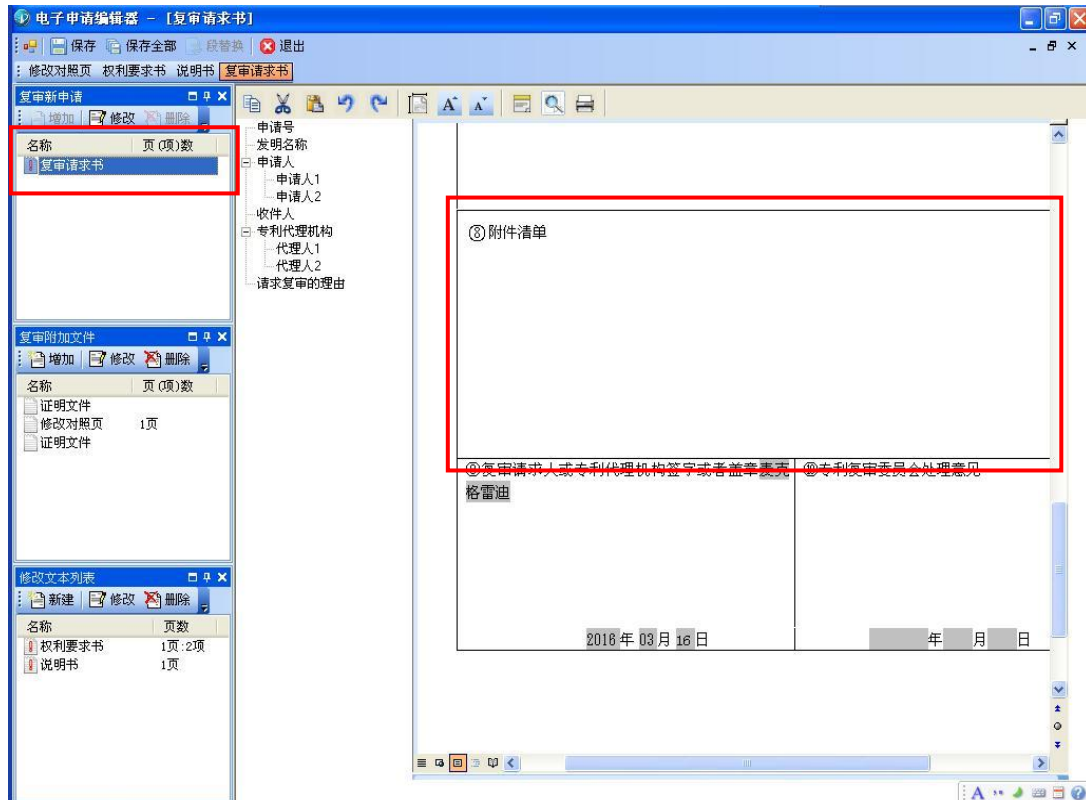 电子申请编辑器 - [复审请求书]
保存 保存全部 段替换 退出
修改对照页 权利要求书 说明书 复审请求书
复审新申请
增加 修改 删除
名称 页(项)数
复审请求书
复审附加文件
增加 修改 删除
名称 页(项)数
证明文件
修改对照页 1页
证明文件
修改文本列表
新建 修改 删除
名称 页数
权利要求书 1页:2项
说明书 1页
申请号
发明名称
申请人
申请人1
申请人2
收件人
专利代理机构
代理人1
代理人2
请求复审的理由
⑧附件清单
⑨复审请求人或专利代理机构签字或者盖章麦克
格雷迪
2016年03月16日
⑩专利复审委员会处理意见
年 月 日
A